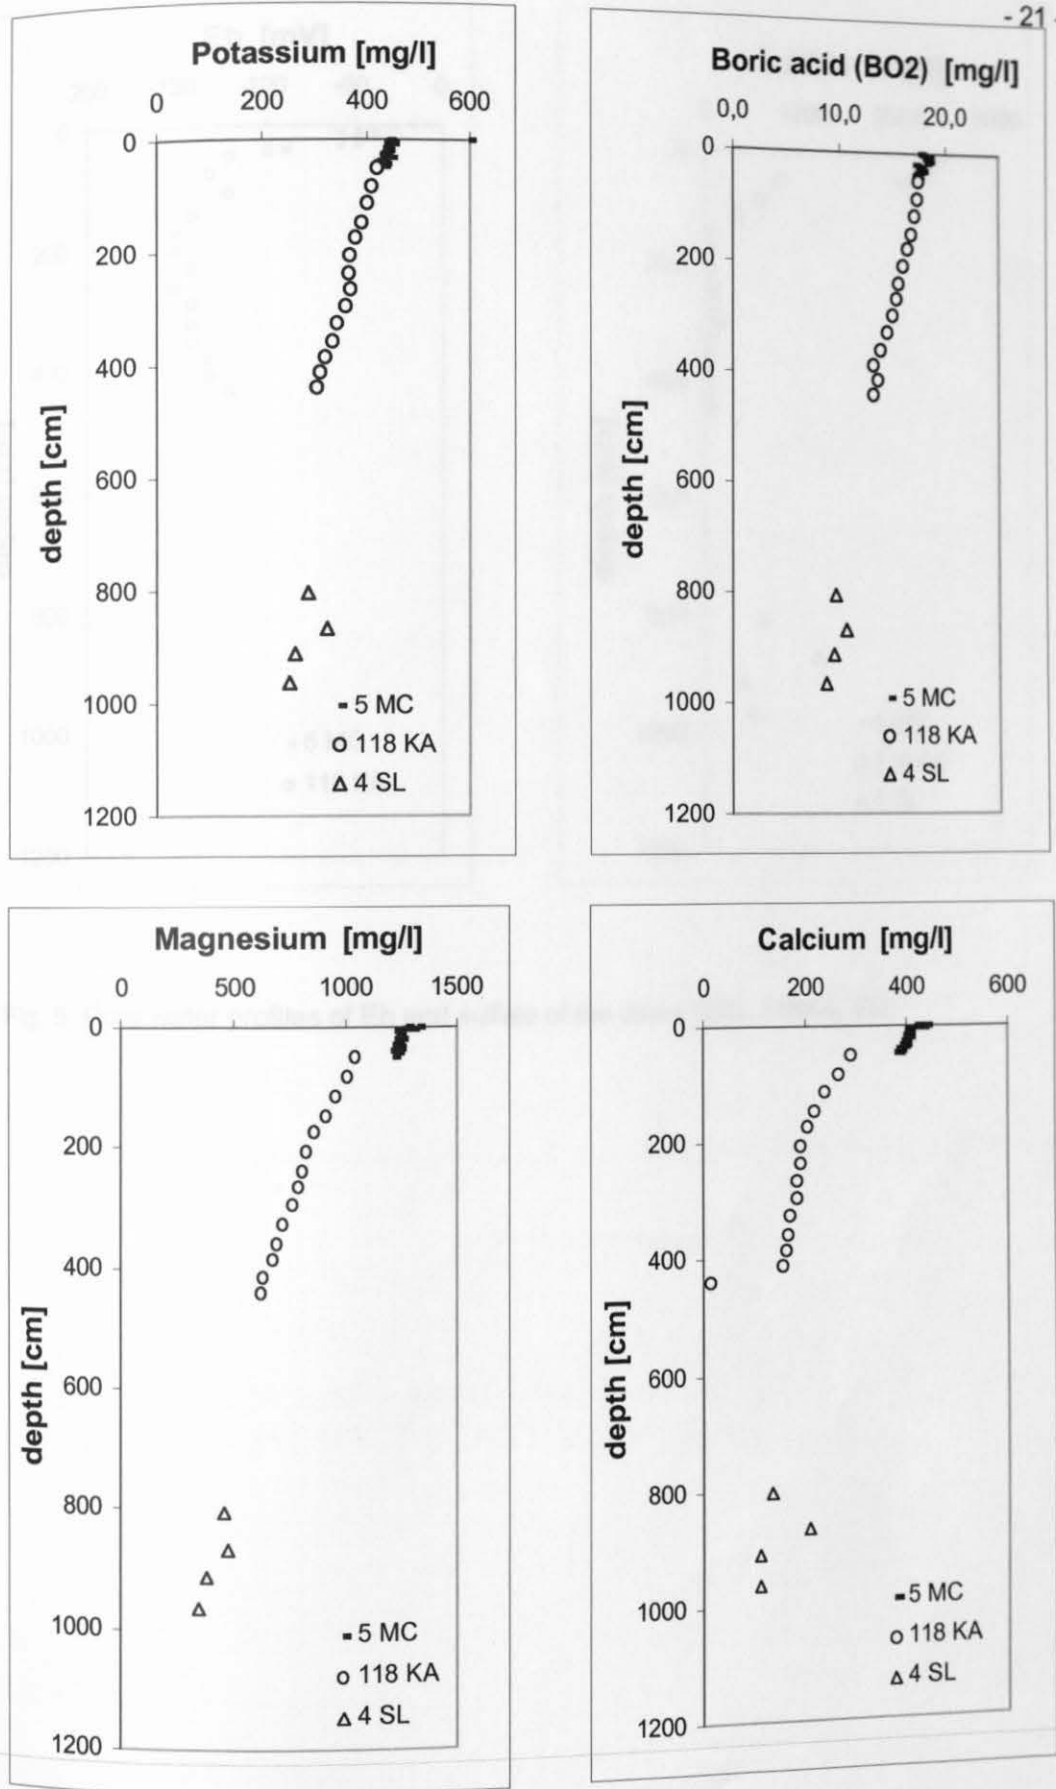 - 21 -
Potassium [mg/l]
0 200 400 600
0
200
400
600
800
1000
1200
depth [cm]
5 MC
118 KA
4 SL
Boric acid (BO2) [mg/l]
0,0 10,0 20,0
0
200
400
600
800
1000
1200
depth [cm]
5 MC
118 KA
4 SL
Magnesium [mg/l]
0 500 1000 1500
0
200
400
600
800
1000
1200
depth [cm]
5 MC
118 KA
4 SL
Calcium [mg/l]
0 200 400 600
0
200
400
600
800
1000
1200
depth [cm]
5 MC
118 KA
4 SL